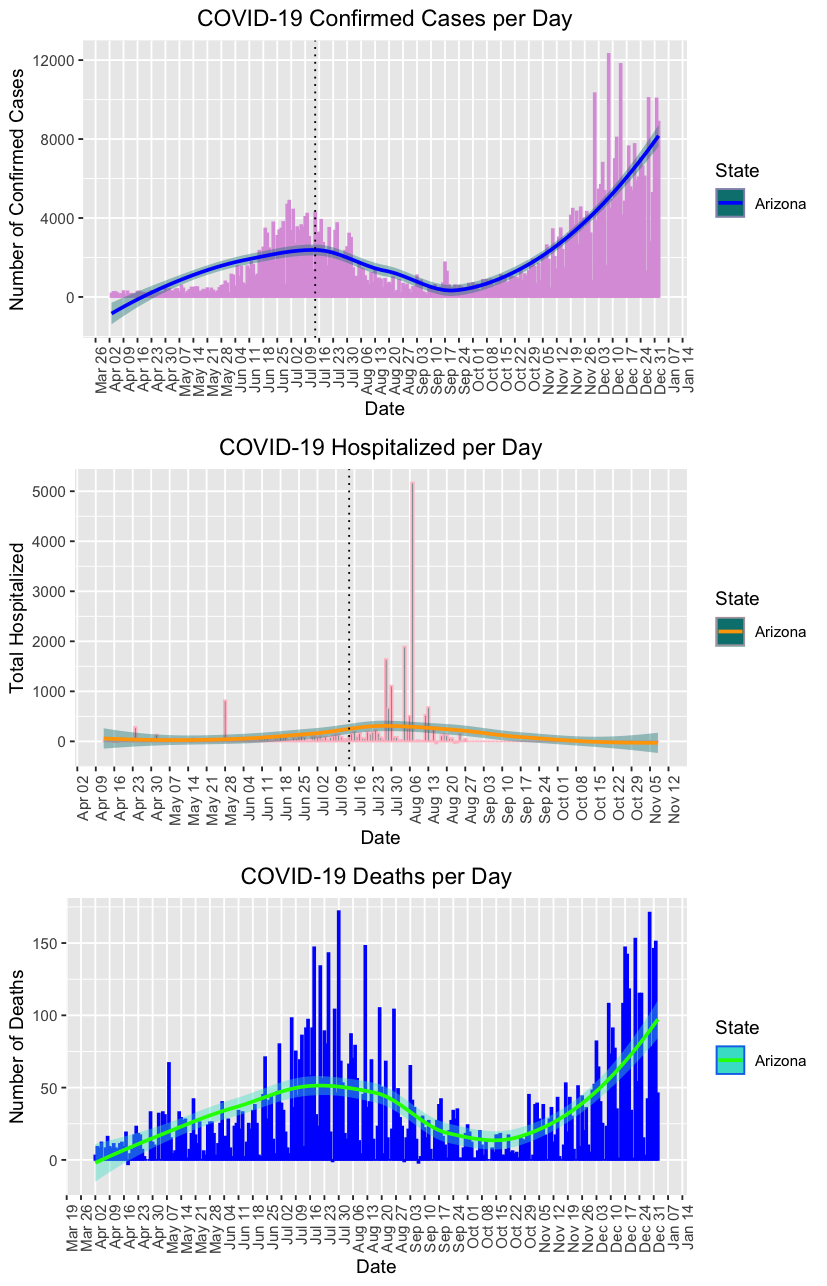 COVID-19 Confirmed Cases per Day
Number of Confirmed Cases
12000
8000
4000
0
Mar 26
Apr 02
Apr 09
Apr 16
Apr 23
Apr 30
May 07
May 14
May 21
May 28
Jun 04
Jun 11
Jun 18
Jun 25
Jul 02
Jul 09
Jul 16
Jul 23
Jul 30
Aug 06
Aug 13
Aug 20
Aug 27
Sep 03
Sep 10
Sep 17
Sep 24
Oct 01
Oct 08
Oct 15
Oct 22
Oct 29
Nov 05
Nov 12
Nov 19
Nov 26
Dec 03
Dec 10
Dec 17
Dec 24
Dec 31
Jan 07
Jan 14
Date
State
Arizona
COVID-19 Hospitalized per Day
Total Hospitalized
5000
4000
3000
2000
1000
0
Apr 02
Apr 09
Apr 16
Apr 23
Apr 30
May 07
May 14
May 21
May 28
Jun 04
Jun 11
Jun 18
Jun 25
Jul 02
Jul 09
Jul 16
Jul 23
Jul 30
Aug 06
Aug 13
Aug 20
Aug 27
Sep 03
Sep 10
Sep 17
Sep 24
Oct 01
Oct 08
Oct 15
Oct 22
Oct 29
Nov 05
Nov 12
Date
State
Arizona
COVID-19 Deaths per Day
Number of Deaths
150
100
50
0
Mar 19
Mar 26
Apr 02
Apr 09
Apr 16
Apr 23
Apr 30
May 07
May 14
May 21
May 28
Jun 04
Jun 11
Jun 18
Jun 25
Jul 02
Jul 09
Jul 16
Jul 23
Jul 30
Aug 06
Aug 13
Aug 20
Aug 27
Sep 03
Sep 10
Sep 17
Sep 24
Oct 01
Oct 08
Oct 15
Oct 22
Oct 29
Nov 05
Nov 12
Nov 19
Nov 26
Dec 03
Dec 10
Dec 17
Dec 24
Dec 31
Jan 07
Jan 14
Date
State
Arizona